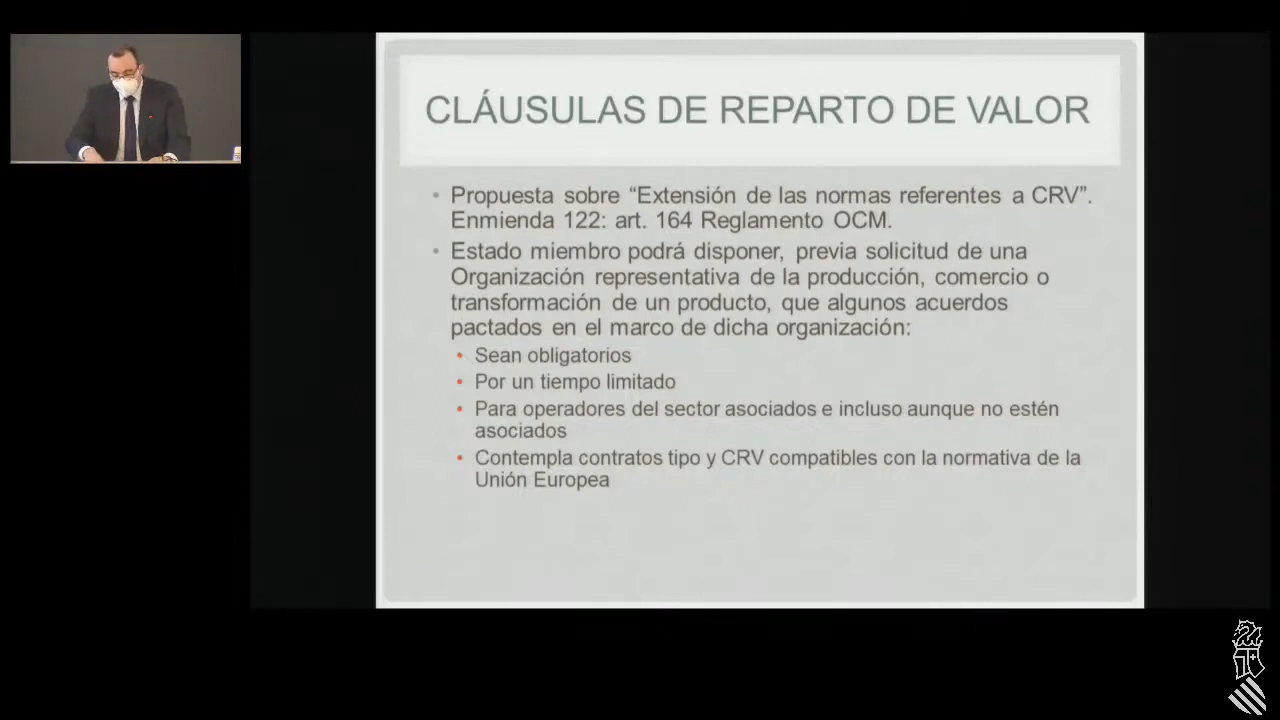 CLÁUSULAS DE REPARTO DE VALOR
• Propuesta sobre “Extensión de las normas referentes a CRV”.
Enmienda 122: art. 164 Reglamento OCM.
• Estado miembro podrá disponer, previa solicitud de una
Organización representativa de la producción, comercio o
transformación de un producto, que algunos acuerdos
pactados en el marco de dicha organización:
• Sean obligatorios
• Por un tiempo limitado
• Para operadores del sector asociados e incluso aunque no estén
asociados
• Contempla contratos tipo y CRV compatibles con la normativa de la
Unión Europea